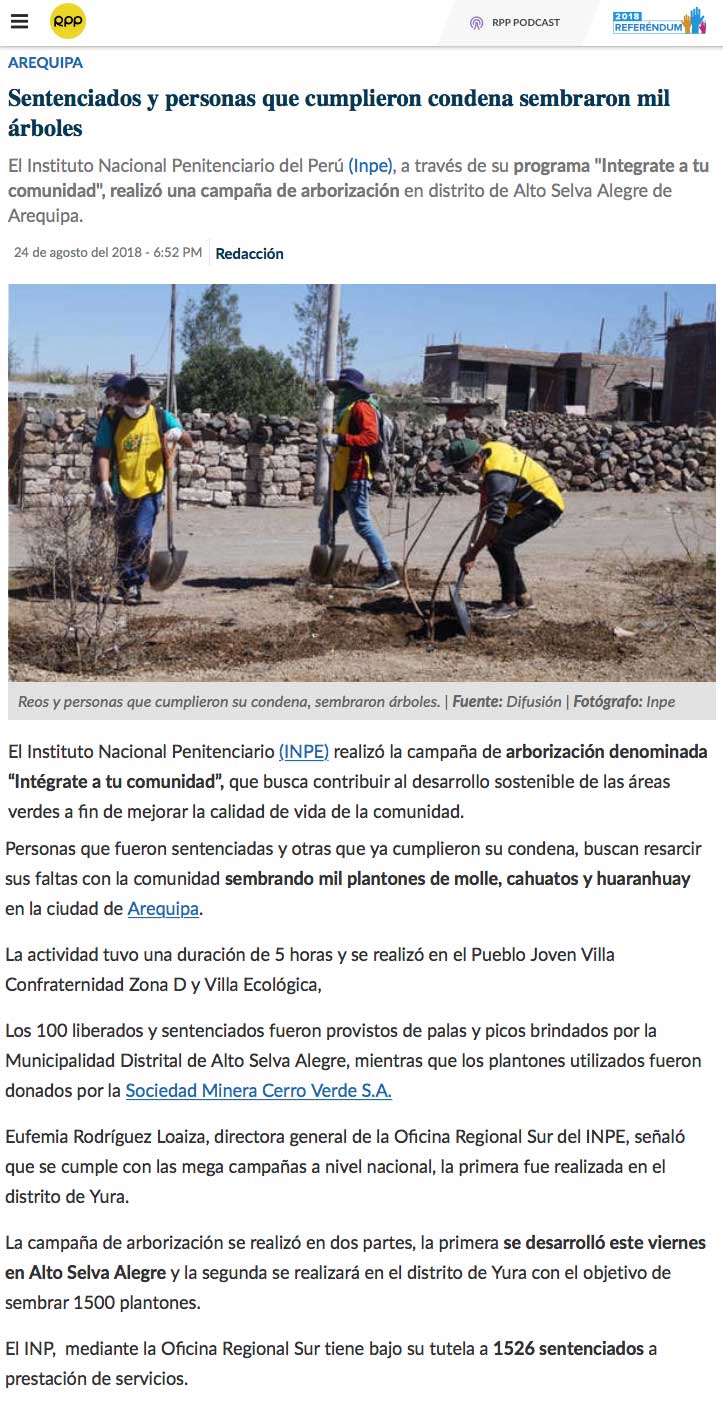 RPP
RPP PODCAST
2018
REFERÉNDUM
AREQUIPA
Sentenciados y personas que cumplieron condena sembraron mil
árboles
El Instituto Nacional Penitenciario del Perú (Inpe), a través de su programa "Integrate a tu
comunidad", realizó una campaña de arborización en distrito de Alto Selva Alegre de
Arequipa.
24 de agosto del 2018 - 6:52 PM Redacción
Reos y personas que cumplieron su condena, sembraron árboles. | Fuente: Difusión | Fotógrafo: Inpe
El Instituto Nacional Penitenciario (INPE) realizó la campaña de arborización denominada
“Intégrate a tu comunidad”, que busca contribuir al desarrollo sostenible de las áreas
verdes a fin de mejorar la calidad de vida de la comunidad.
Personas que fueron sentenciadas y otras que ya cumplieron su condena, buscan resarcir
sus faltas con la comunidad sembrando mil plantones de molle, cahuatos y huaranhuay
en la ciudad de Arequipa.
La actividad tuvo una duración de 5 horas y se realizó en el Pueblo Joven Villa
Confraternidad Zona D y Villa Ecológica,
Los 100 liberados y sentenciados fueron provistos de palas y picos brindados por la
Municipalidad Distrital de Alto Selva Alegre, mientras que los plantones utilizados fueron
donados por la Sociedad Minera Cerro Verde S.A.
Eufemia Rodríguez Loaiza, directora general de la Oficina Regional Sur del INPE, señaló
que se cumple con las mega campañas a nivel nacional, la primera fue realizada en el
distrito de Yura.
La campaña de arborización se realizó en dos partes, la primera se desarrolló este viernes
en Alto Selva Alegre y la segunda se realizará en el distrito de Yura con el objetivo de
sembrar 1500 plantones.
El INP, mediante la Oficina Regional Sur tiene bajo su tutela a 1526 sentenciados a
prestación de servicios.